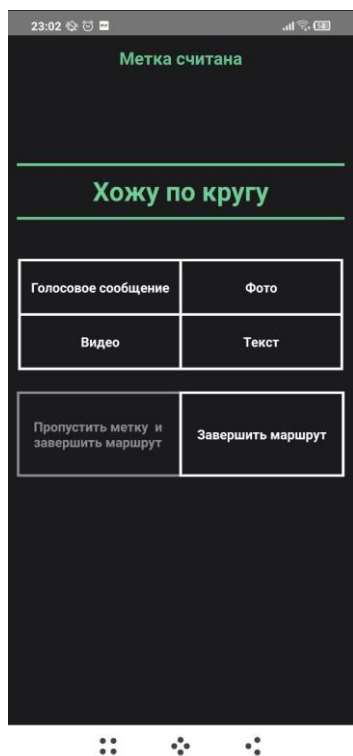 23:02
Метка считана
Хожу по кругу
Голосовое сообщение
Фото
Видео
Текст
Пропустить метку и
завершить маршрут
Завершить маршрут